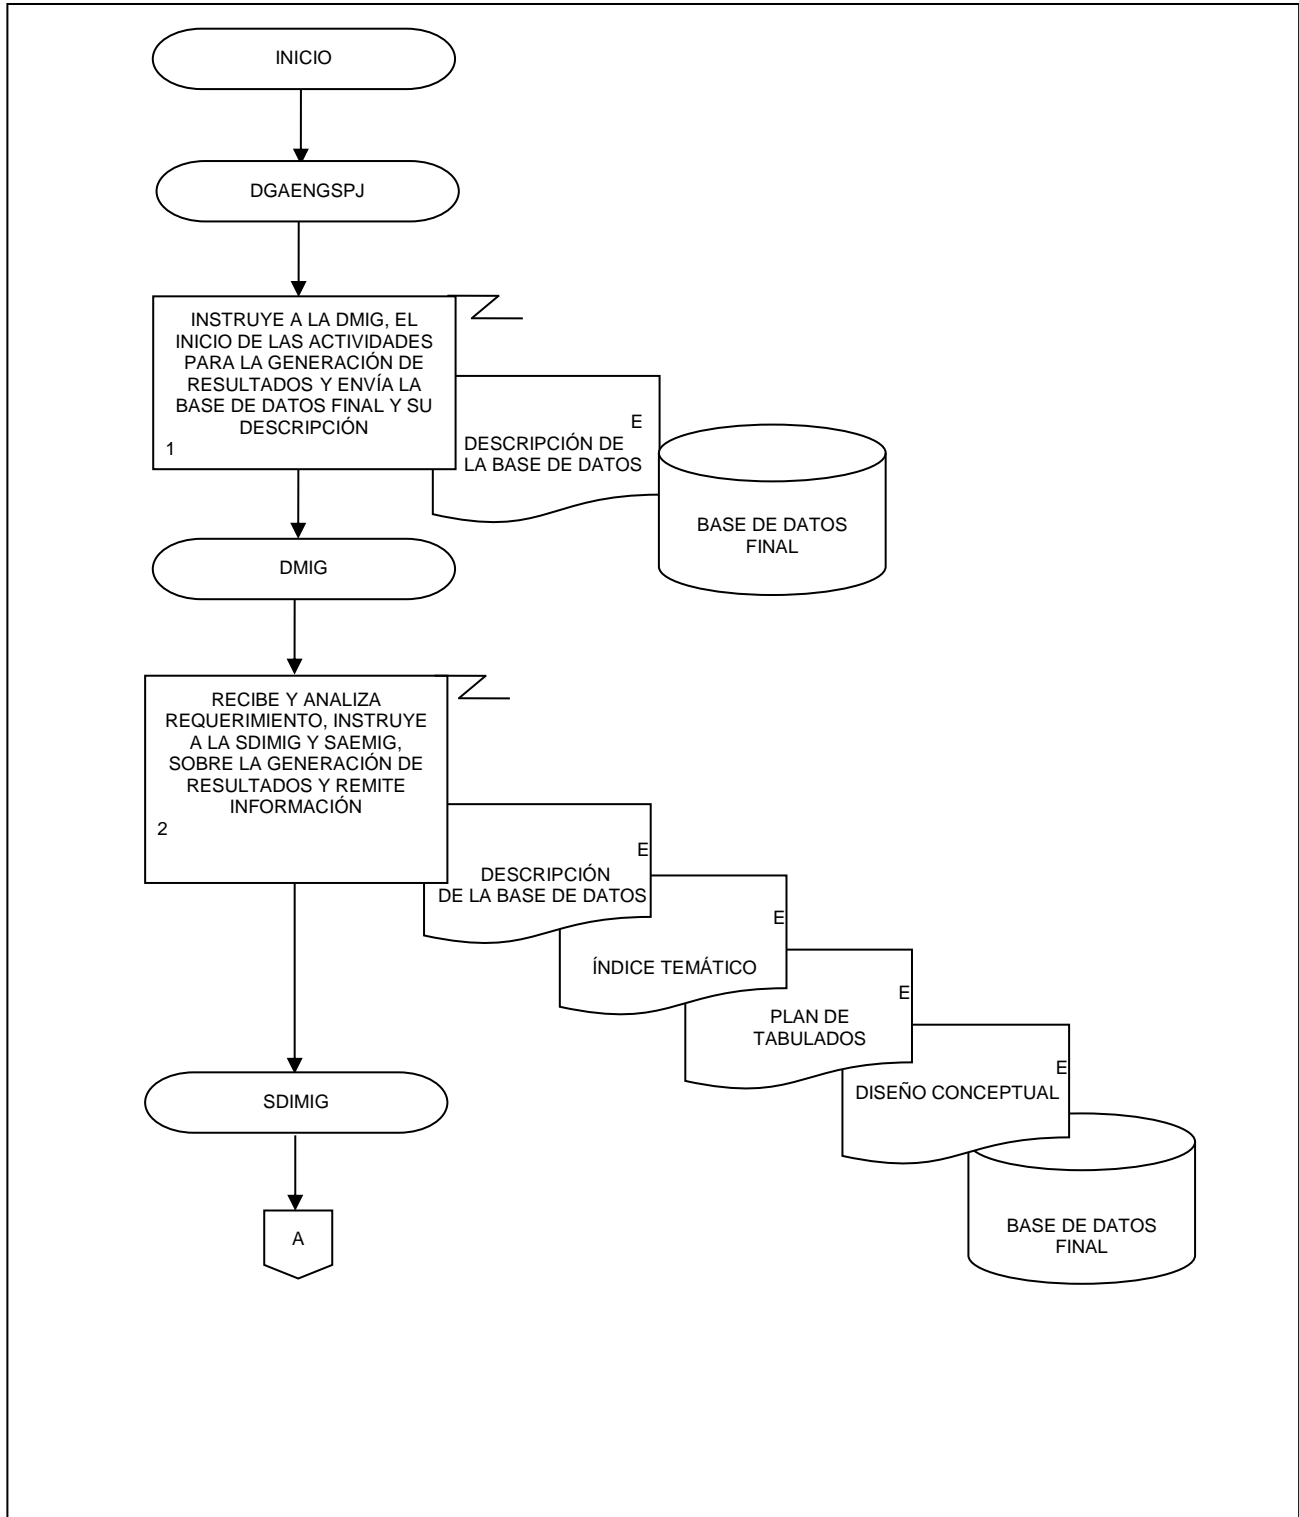 INICIO
DGAENGSPJ
INSTRUYE A LA DMIG, EL
INICIO DE LAS ACTIVIDADES
PARA LA GENERACIÓN DE
RESULTADOS Y ENVÍA LA
BASE DE DATOS FINAL Y SU
DESCRIPCIÓN
1
E
DESCRIPCIÓN DE
LA BASE DE DATOS
BASE DE DATOS
FINAL
DMIG
RECIBE Y ANALIZA
REQUERIMIENTO, INSTRUYE
A LA SDIMIG Y SAEMIG,
SOBRE LA GENERACIÓN DE
RESULTADOS Y REMITE
INFORMACIÓN
2
E
DESCRIPCIÓN
DE LA BASE DE DATOS
E
ÍNDICE TEMÁTICO
E
PLAN DE
TABULADOS
E
DISEÑO CONCEPTUAL
BASE DE DATOS
FINAL
SDIMIG
A